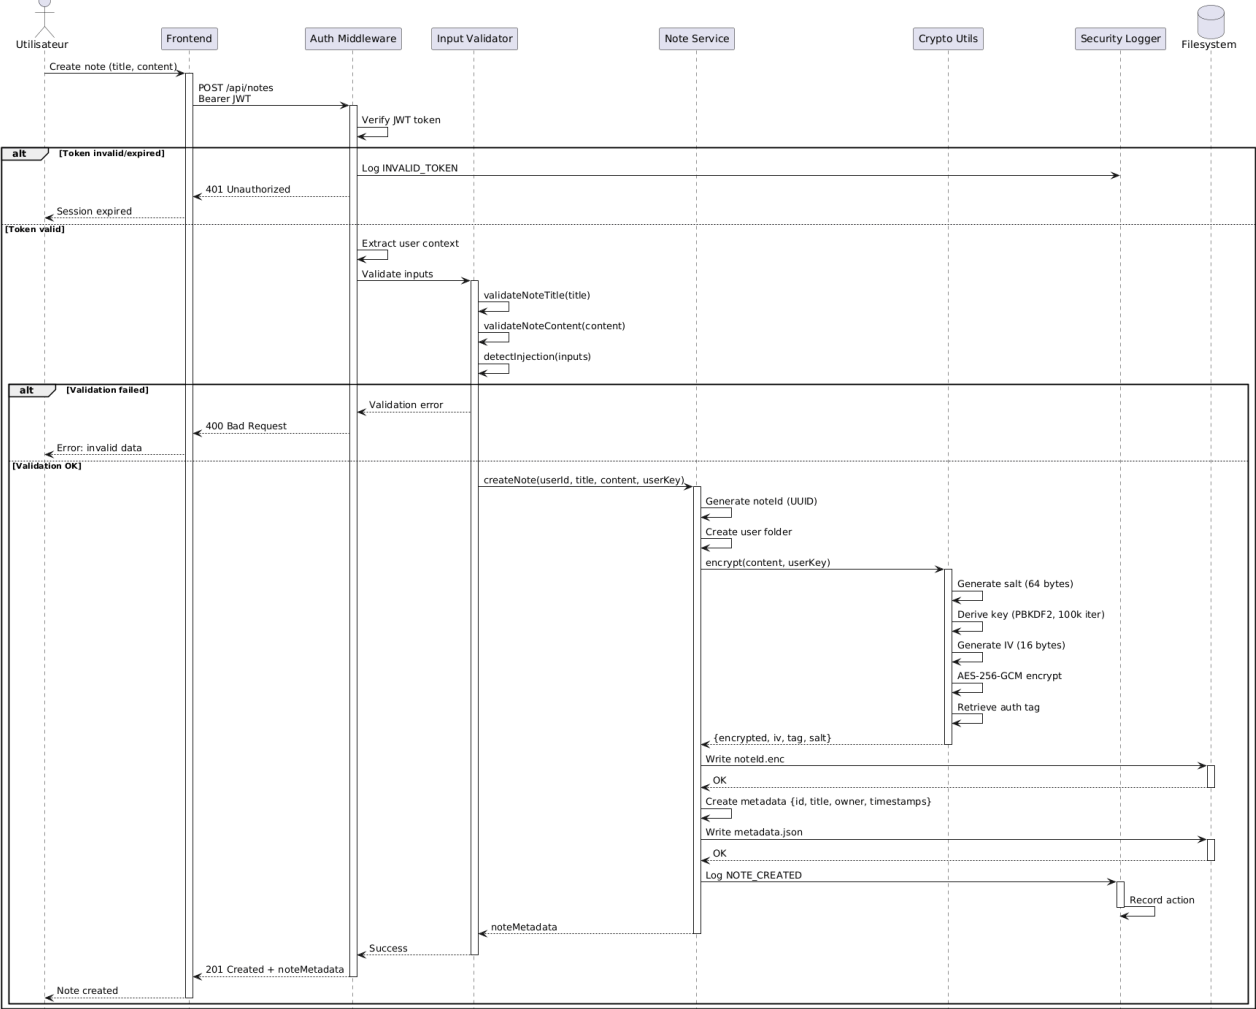 Utilisateur
Frontend
Auth Middleware
Input Validator
Note Service
Crypto Utils
Security Logger
Filesystem
Create note (title, content)
POST /api/notes
Bearer JWT
Verify JWT token
alt [Token invalid/expired]
Log INVALID_TOKEN
401 Unauthorized
Session expired
[Token valid]
Extract user context
Validate inputs
validateNoteTitle(title)
validateNoteContent(content)
detectInjection(inputs)
alt [Validation failed]
Validation error
400 Bad Request
Error: invalid data
[Validation OK]
createNote(userId, title, content, userKey)
Generate noteId (UUID)
Create user folder
encrypt(content, userKey)
Generate salt (64 bytes)
Derive key (PBKDF2, 100k iter)
Generate IV (16 bytes)
AES-256-GCM encrypt
Retrieve auth tag
{encrypted, iv, tag, salt}
Write noteId.enc
OK
Create metadata {id, title, owner, timestamps}
Write metadata.json
OK
Log NOTE_CREATED
Record action
noteMetadata
Success
201 Created + noteMetadata
Note created